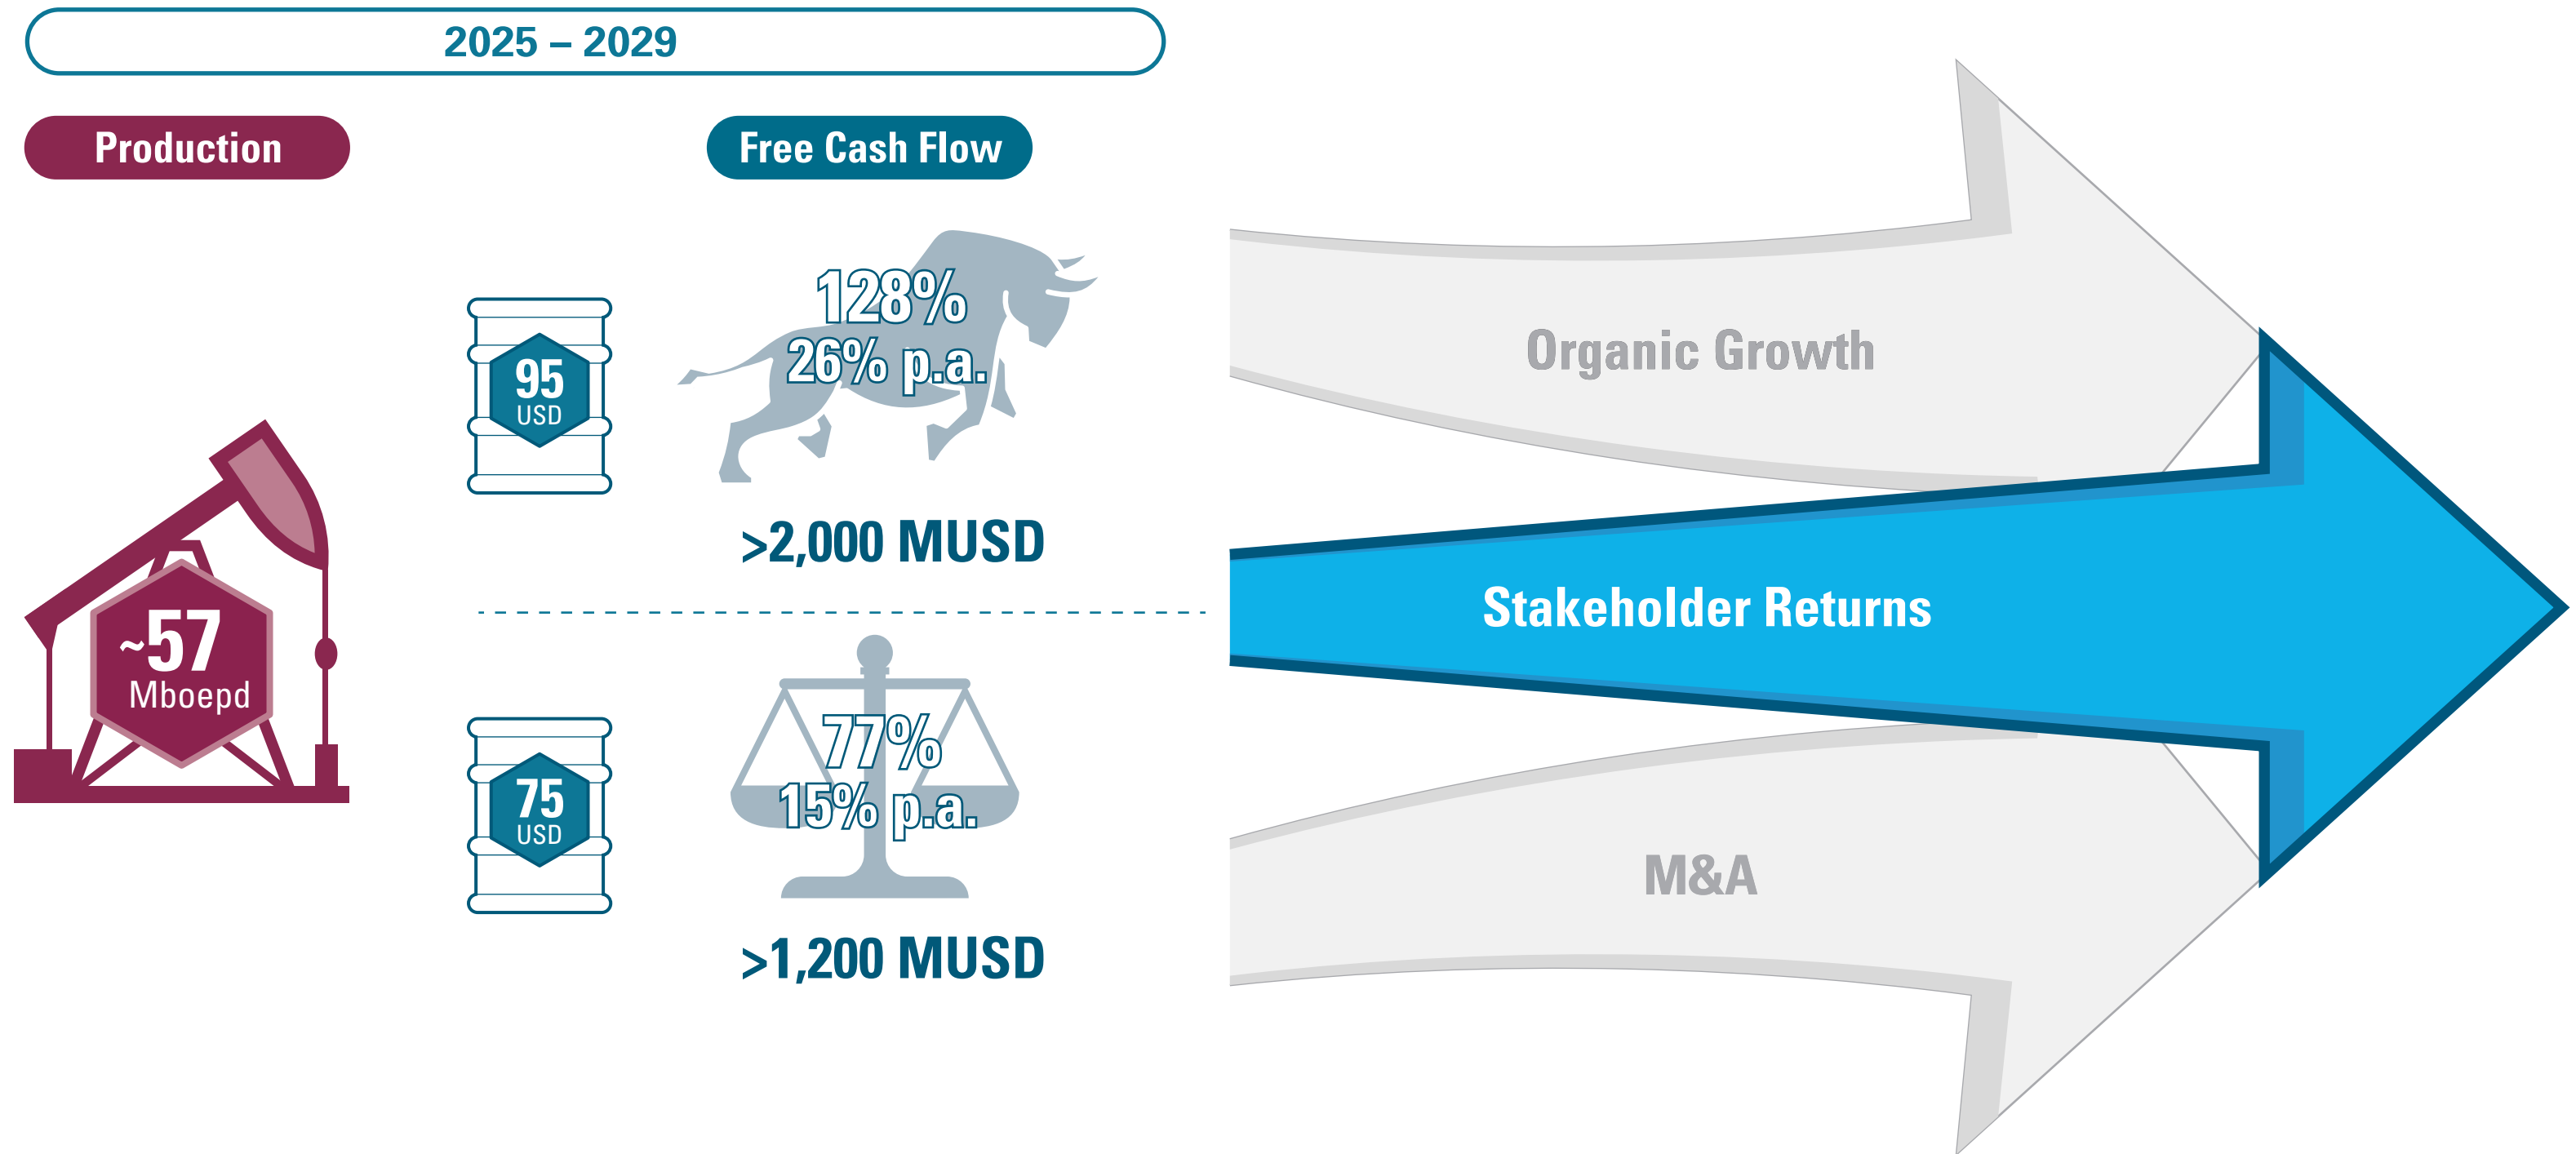 2025 – 2029
Production
Free Cash Flow
~57
Mboepd
95
USD
128%
26% p.a.
>2,000 MUSD
75
USD
77%
15% p.a.
>1,200 MUSD
Organic Growth
Stakeholder Returns
M&A